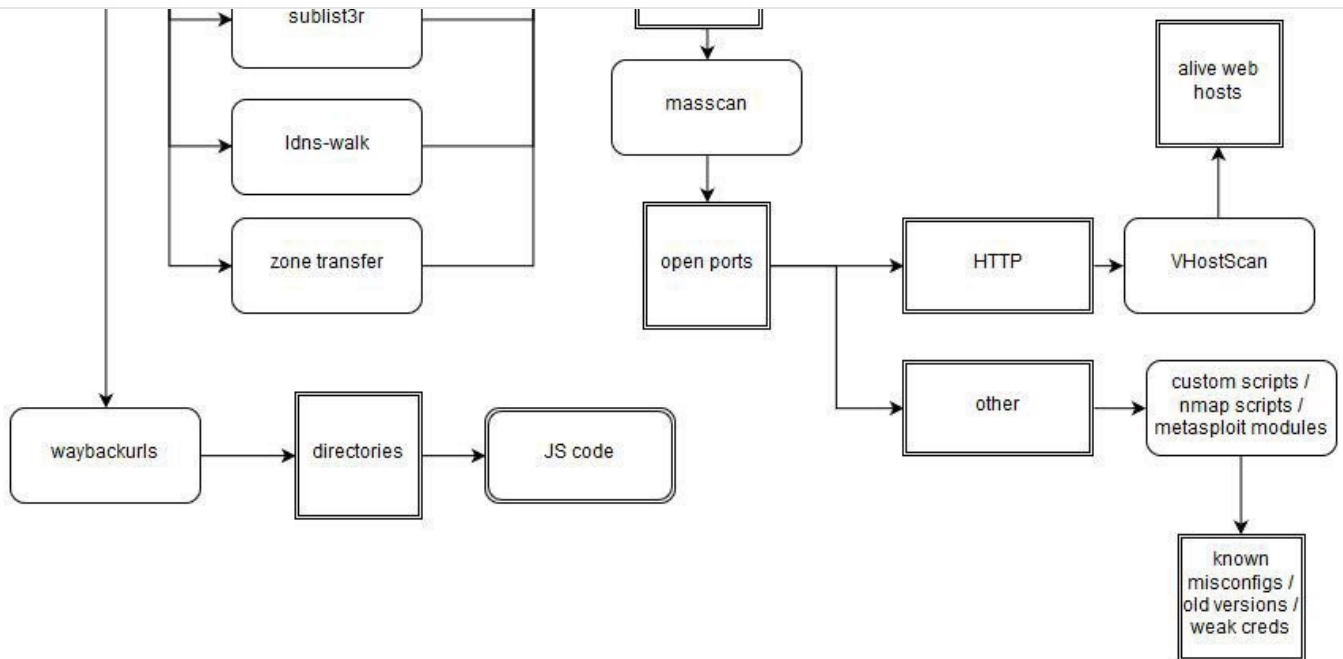 sublist3r
masscan
alive web
hosts
ldns-walk
zone transfer
open ports
HTTP
VHostScan
other
custom scripts /
nmap scripts /
metasploit modules
waybackurls
directories
JS code
known
misconfigs /
old versions /
weak creds